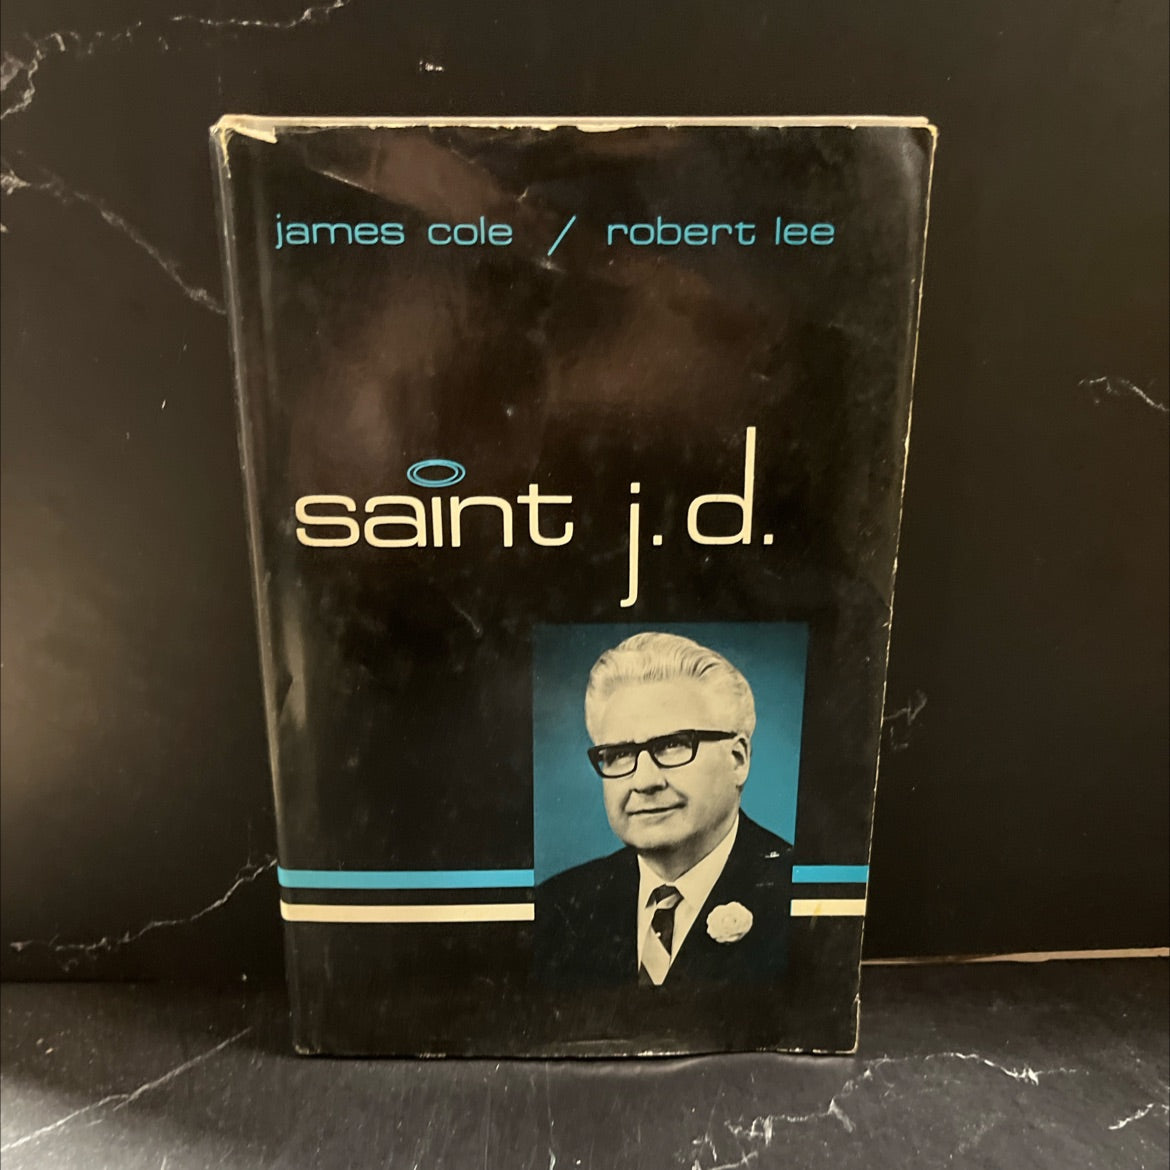 james cole / robert lee
saint j.d.